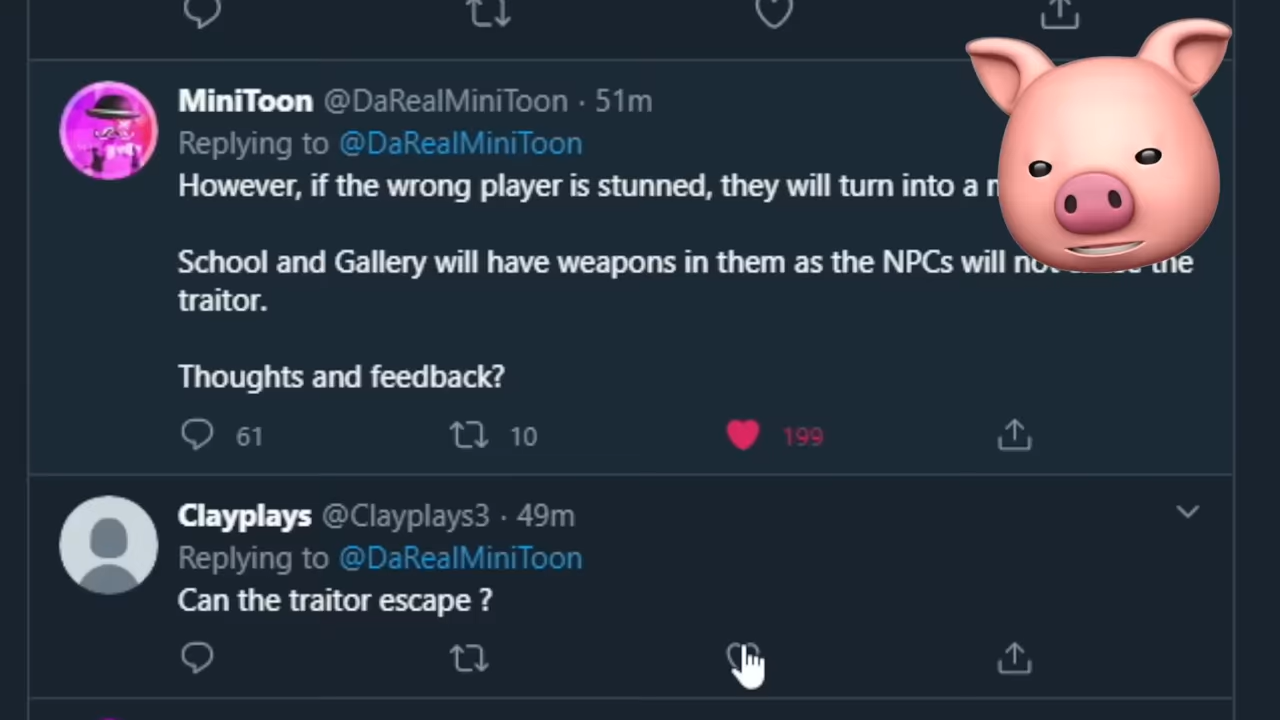 MiniToon @DaRealMiniToon · 51m
Replying to @DaRealMiniToon
However, if the wrong player is stunned, they will turn into a
School and Gallery will have weapons in them as the NPCs will the
traitor.
Thoughts and feedback?
61 10 199
Clayplays @Clayplays3 · 49m
Replying to @DaRealMiniToon
Can the traitor escape ?